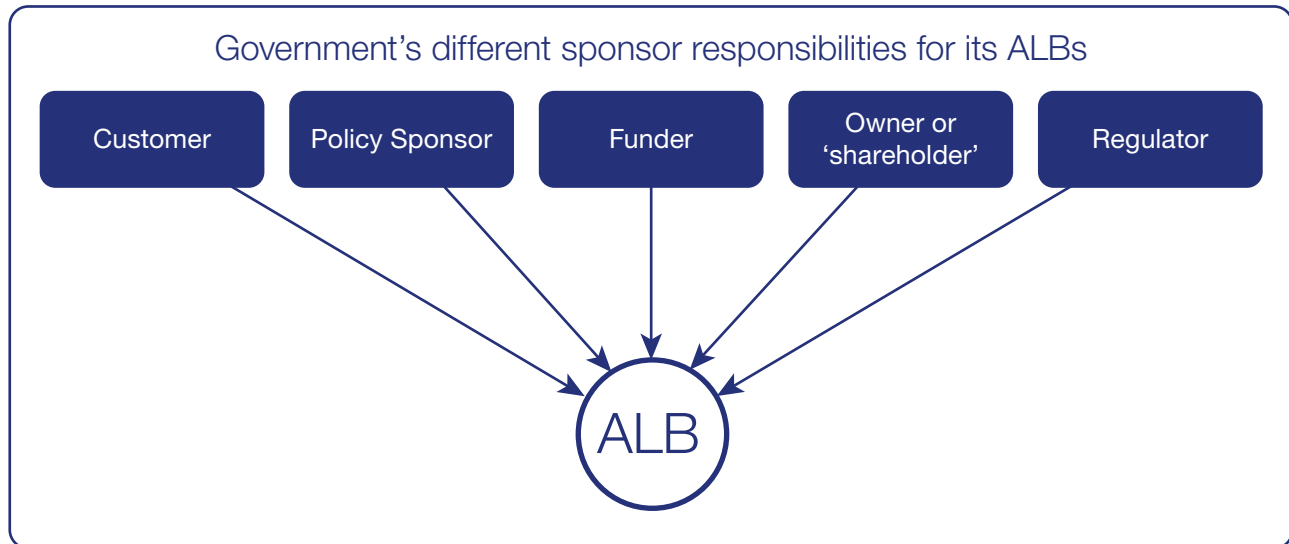 Government’s different sponsor responsibilities for its ALBs
Customer
Policy Sponsor
Funder
Owner or
‘shareholder’
Regulator
ALB